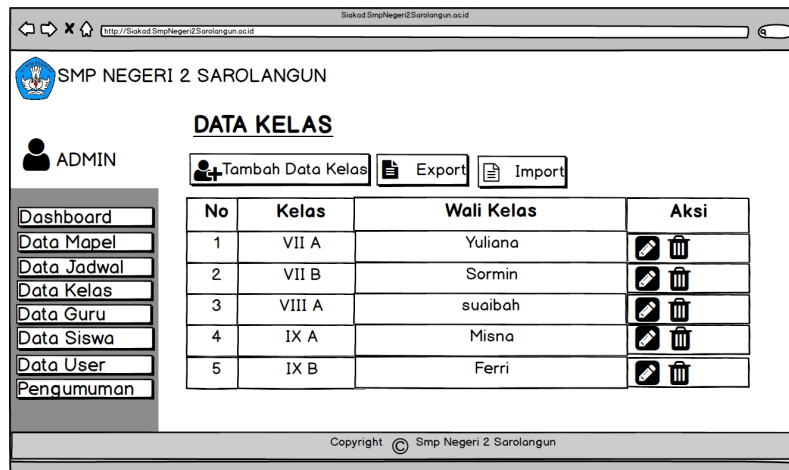 Siakad.SmpNegeri2Sarolangun.ac.id
http://Siakad.SmpNegeri2Sarolangun.ac.id
SMP NEGERI 2 SAROLANGUN
DATA KELAS
ADMIN
Tambah Data Kelas Export Import
Dashboard
Data Mapel
Data Jadwal
Data Kelas
Data Guru
Data Siswa
Data User
Pengumuman
No Kelas Wali Kelas Aksi
1 VII A Yuliana
2 VII B Sormin
3 VIII A suaibah
4 IX A Misna
5 IX B Ferri
Copyright © Smp Negeri 2 Sarolangun